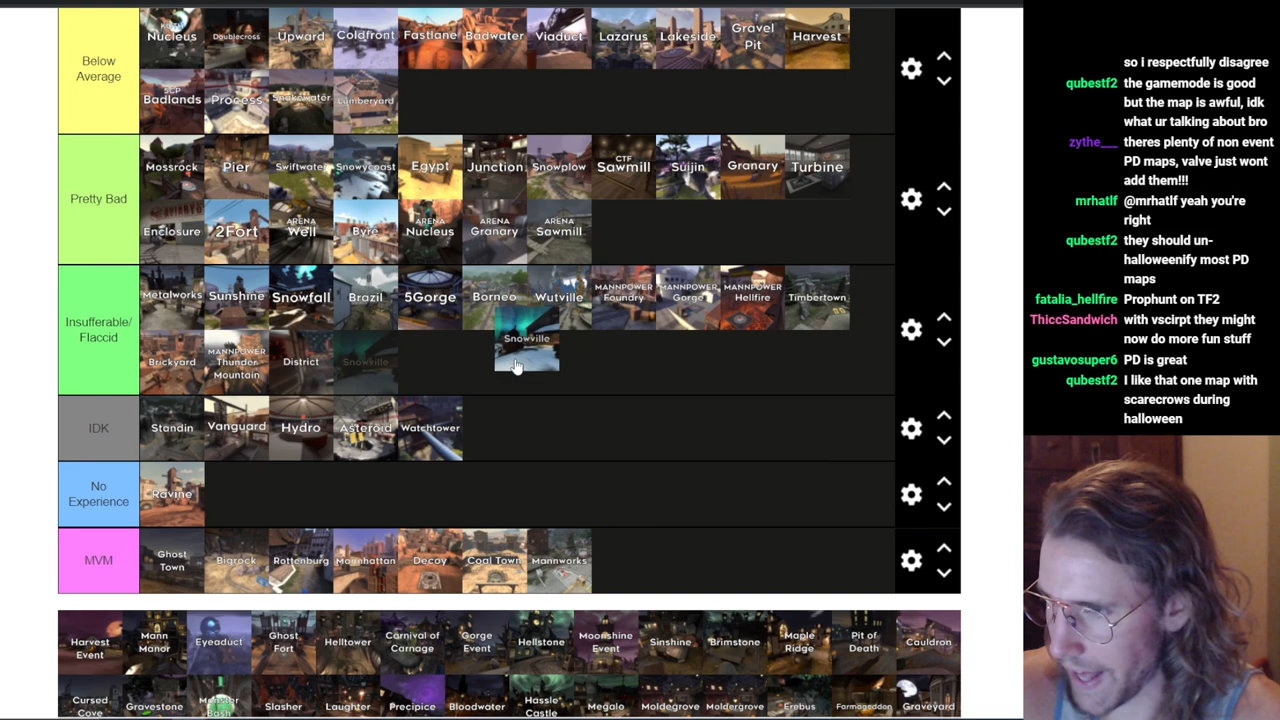 Below
Average
KOTH
Nucleus
Doublecross
Upward
Coldfront
Fastlane
Badwater
Viaduct
Lazarus
Lakeside
Gravel
Pit
Harvest
5CP
Badlands
Process
Snakewater
Lumberyard
Pretty Bad
Mossrock
Pier
Swiftwater
Snowycoast
Egypt
Junction
Snowplow
CTF
Sawmill
Suijin
Granary
Turbine
Enclosure
2Fort
ARENA
Well
Byre
ARENA
Nucleus
ARENA
Granary
ARENA
Sawmill
Insufferable/
Flaccid
Metalworks
Sunshine
Snowfall
Brazil
5Gorge
Borneo
Wutville
MANNPOWER
Foundry
MANNPOWER
Gorge
MANNPOWER
Hellfire
Timbertown
Brickyard
MANNPOWER
Thunder
Mountain
District
Snowville
Snowville
IDK
Standin
Vanguard
Hydro
Asteroid
Watchtower
No
Experience
Ravine
MVM
Ghost
Town
Bigrock
Rottenburg
Mannhattan
Decoy
Coal Town
Mannworks
Harvest
Event
Mann
Manor
Eyeaduct
Ghost
Fort
Helltower
Carnival of
Carnage
Gorge
Event
Hellstone
Moonshine
Event
Sinshine
Brimstone
Maple
Ridge
Pit of
Death
Cauldron
Cursed
Cove
Gravestone
Monster
Bash
Slasher
Laughter
Precipice
Bloodwater
Hassle
Castle
Megalo
Moldegrove
Moldergrove
Erebus
Farmageddon
Graveyard
so i respectfully disagree
qubestf2 the gamemode is good
but the map is awful, idk
what ur talking about bro
zythe___ theres plenty of non event
PD maps, valve just wont
add them!!!
mrhatlf @mrhatlf yeah you're
right
qubestf2 they should un-
halloweenify most PD
maps
fatalia_hellfire Prophunt on TF2
ThiccSandwich with vscirpt they might
now do more fun stuff
gustavosuper6 PD is great
qubestf2 I like that one map with
scarecrows during
halloween